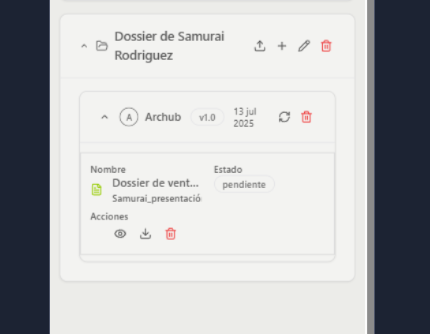 Dossier de Samurai
Rodriguez
A
Archub
v1.0
13 jul
2025
Nombre
Estado
Dossier de vent...
pendiente
Samurai_presentació
Acciones